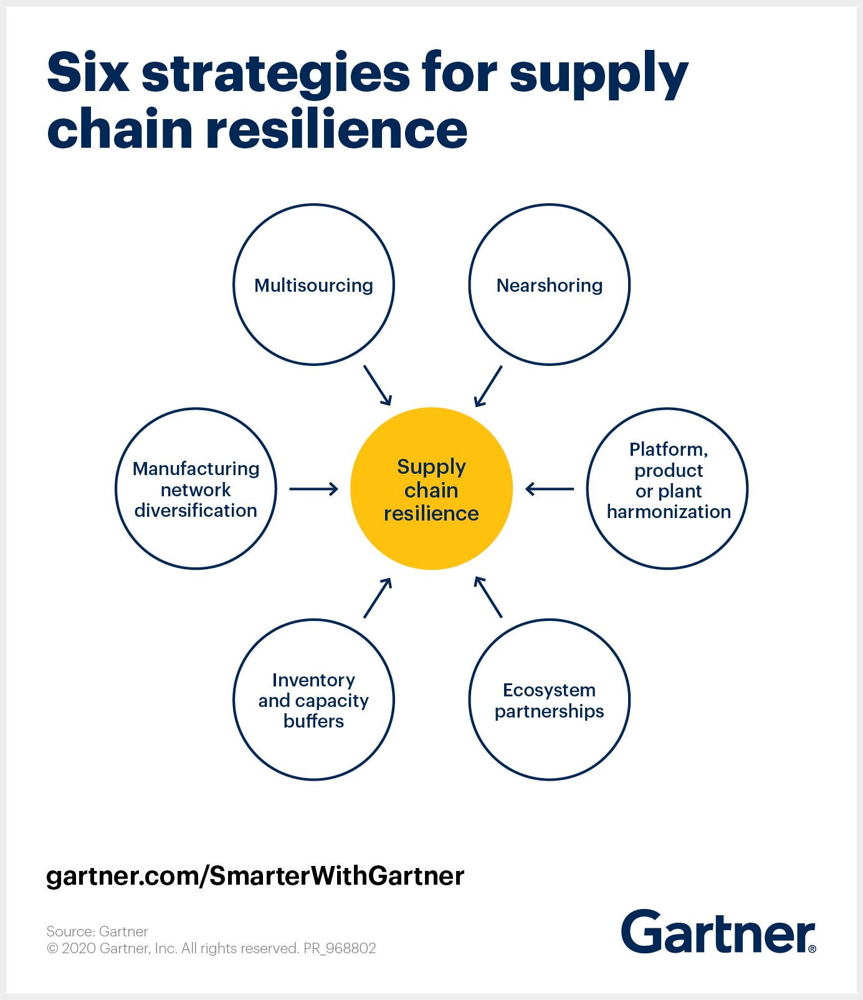 Six strategies for supply
chain resilience
Multisourcing
Nearshoring
Manufacturing
network
diversification
Supply
chain
resilience
Platform,
product
or plant
harmonization
Inventory
and capacity
buffers
Ecosystem
partnerships
gartner.com/SmarterWithGartner
Source: Gartner
© 2020 Gartner, Inc. All rights reserved. PR_968802
Gartner®